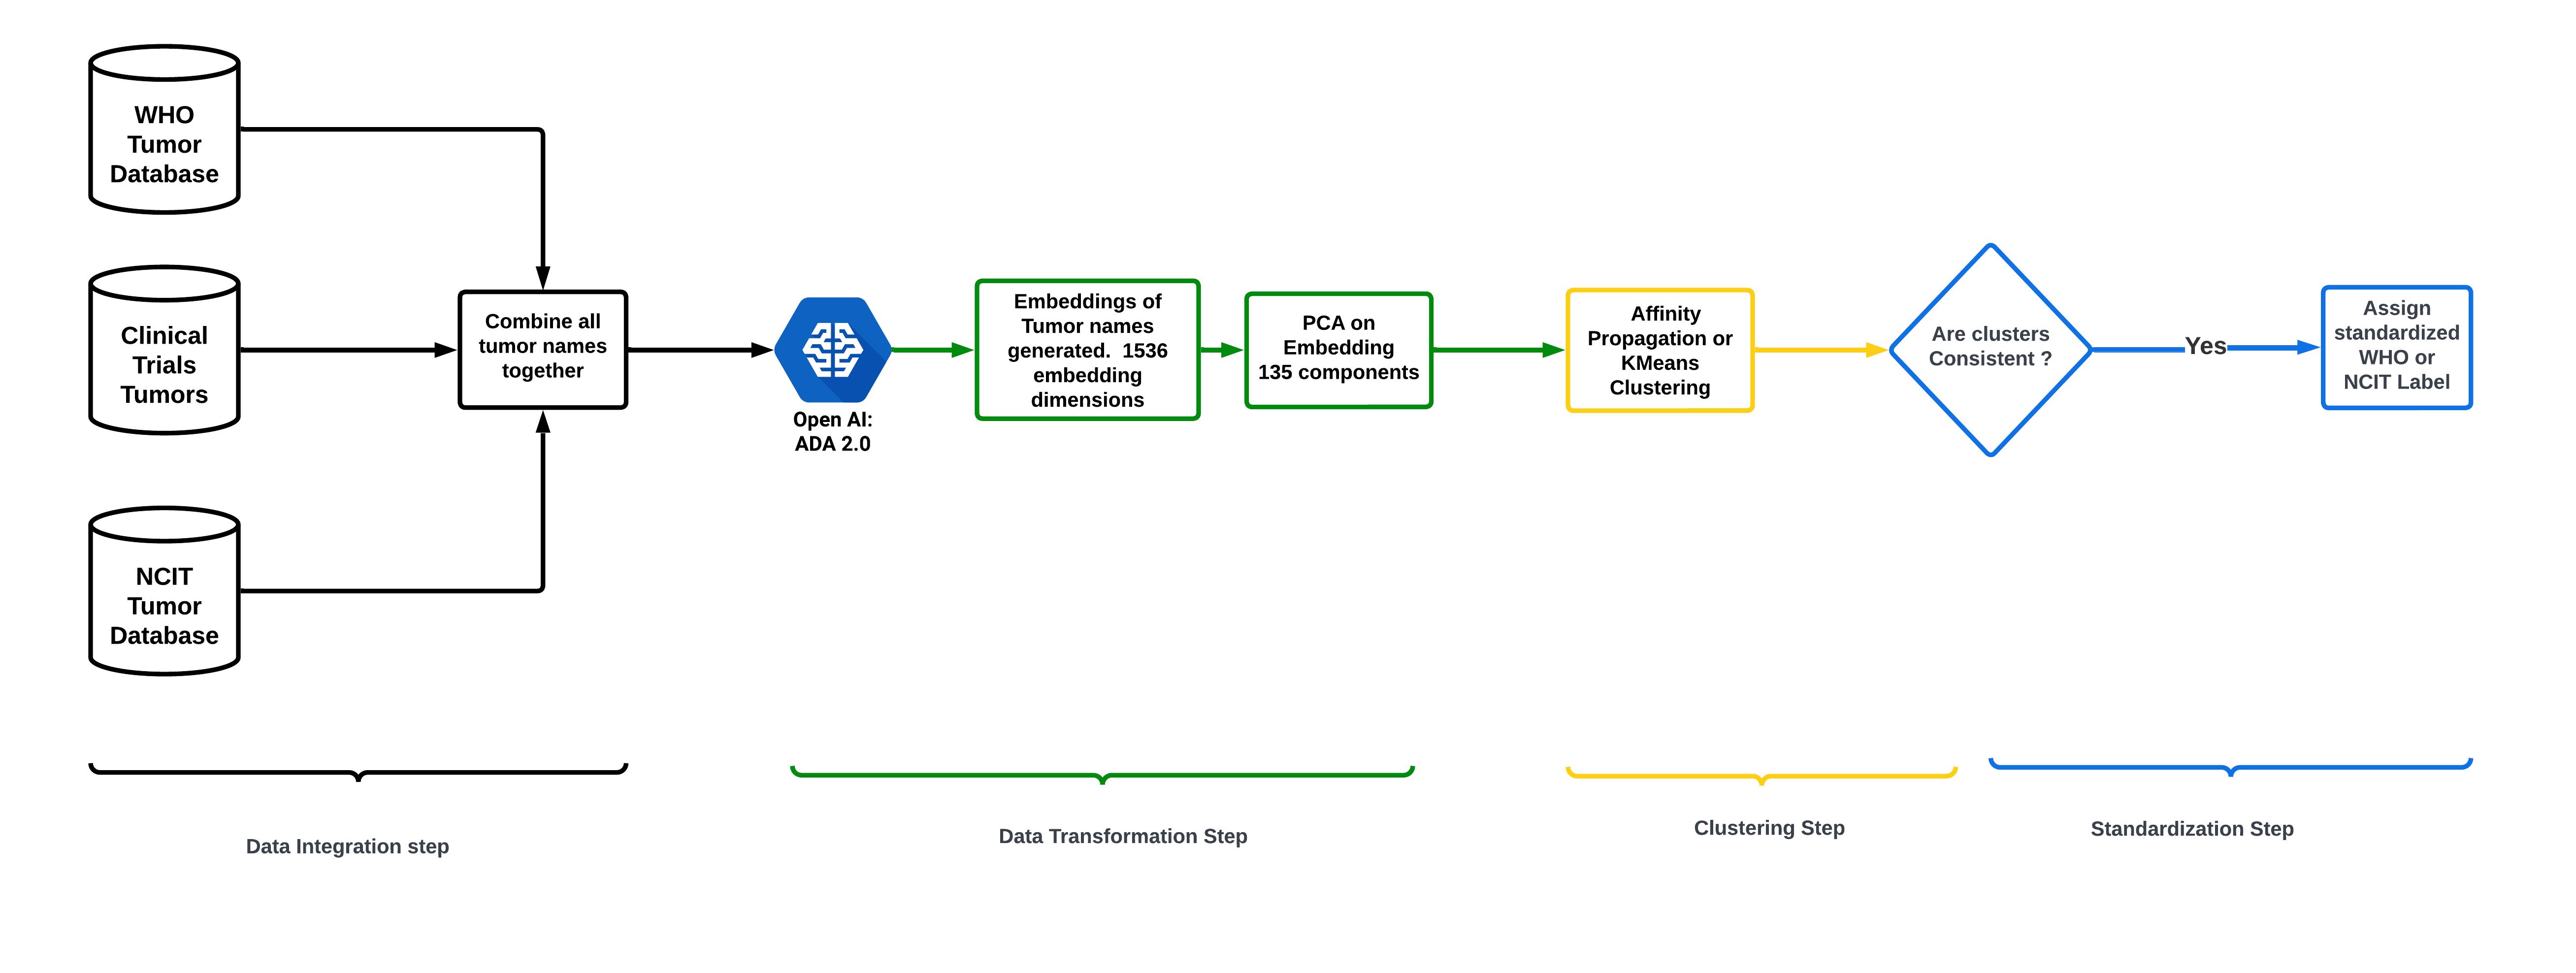 WHO
Tumor
Database
Clinical
Trials
Tumors
NCIT
Tumor
Database
Combine all
tumor names
together
Open AI:
ADA 2.0
Embeddings of
Tumor names
generated. 1536
embedding
dimensions
PCA on
Embedding
135 components
Affinity
Propagation or
KMeans
Clustering
Are clusters
Consistent ?
Yes
Assign
standardized
WHO or
NCIT Label
Data Integration step
Data Transformation Step
Clustering Step
Standardization Step